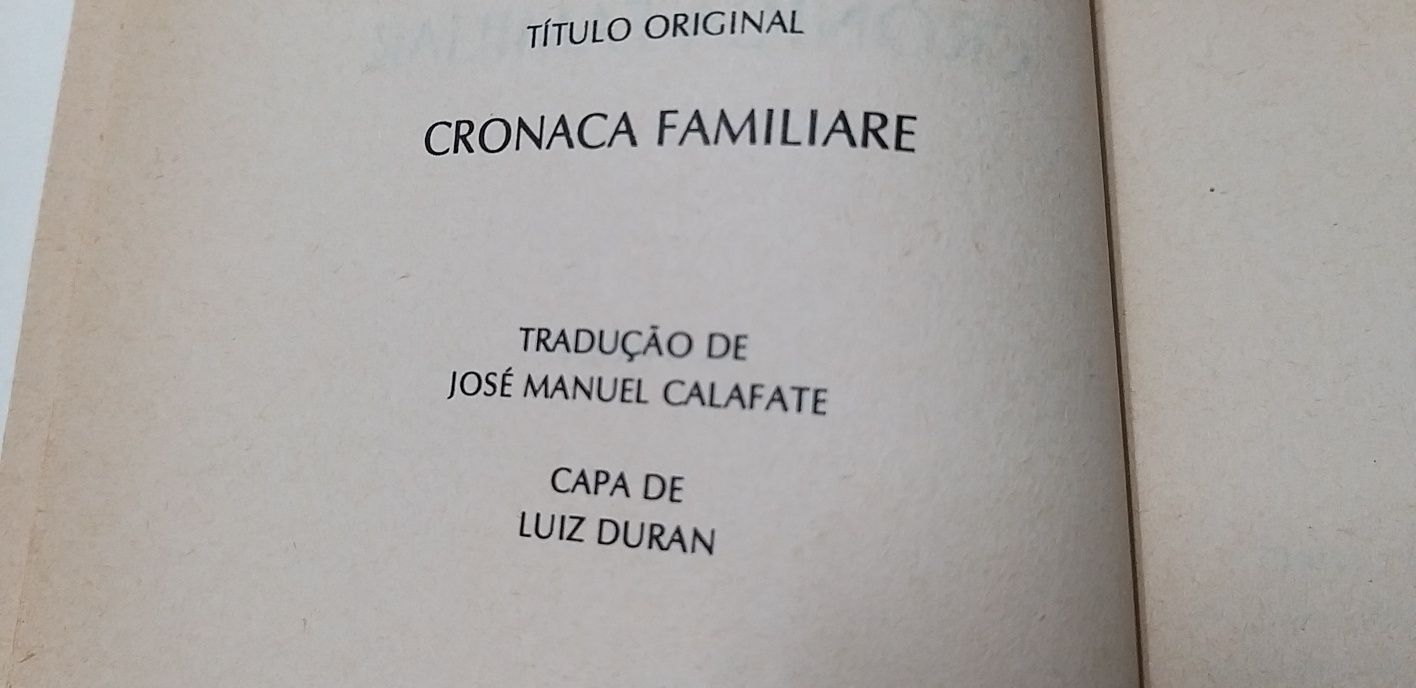 TÍTULO ORIGINAL
CRONACA FAMILIARE
TRADUÇÃO DE
JOSÉ MANUEL CALAFATE
CAPA DE
LUIZ DURAN